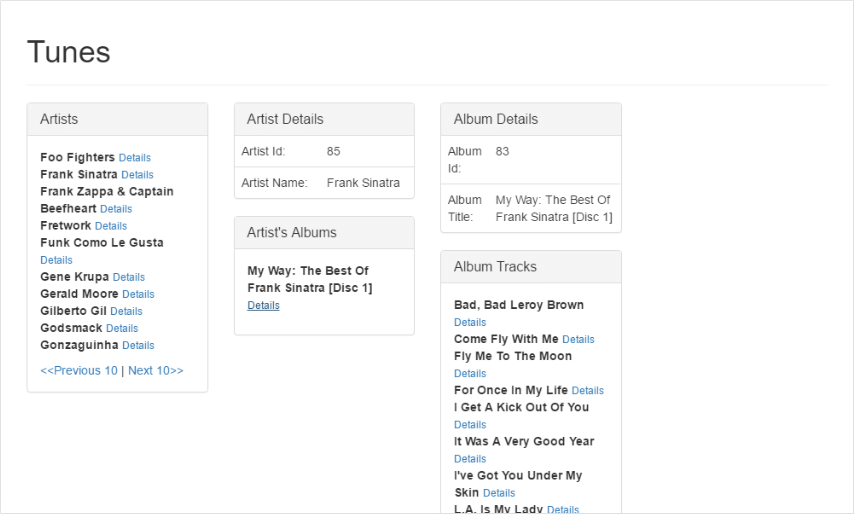 Tunes
Artists
Foo Fighters Details
Frank Sinatra Details
Frank Zappa & Captain
Beefheart Details
Fretwork Details
Funk Como Le Gusta
Details
Gene Krupa Details
Gerald Moore Details
Gilberto Gil Details
Godsmack Details
Gonzaguinha Details
<<Previous 10 | Next 10>>
Artist Details
Artist Id: 85
Artist Name: Frank Sinatra
Artist's Albums
My Way: The Best Of
Frank Sinatra [Disc 1]
Details
Album Details
Album 83
Id:
Album My Way: The Best Of
Title: Frank Sinatra [Disc 1]
Album Tracks
Bad, Bad Leroy Brown
Details
Come Fly With Me Details
Fly Me To The Moon
Details
For Once In My Life Details
I Get A Kick Out Of You
Details
It Was A Very Good Year
Details
I've Got You Under My
Skin Details
L.A. Is My Lady Details